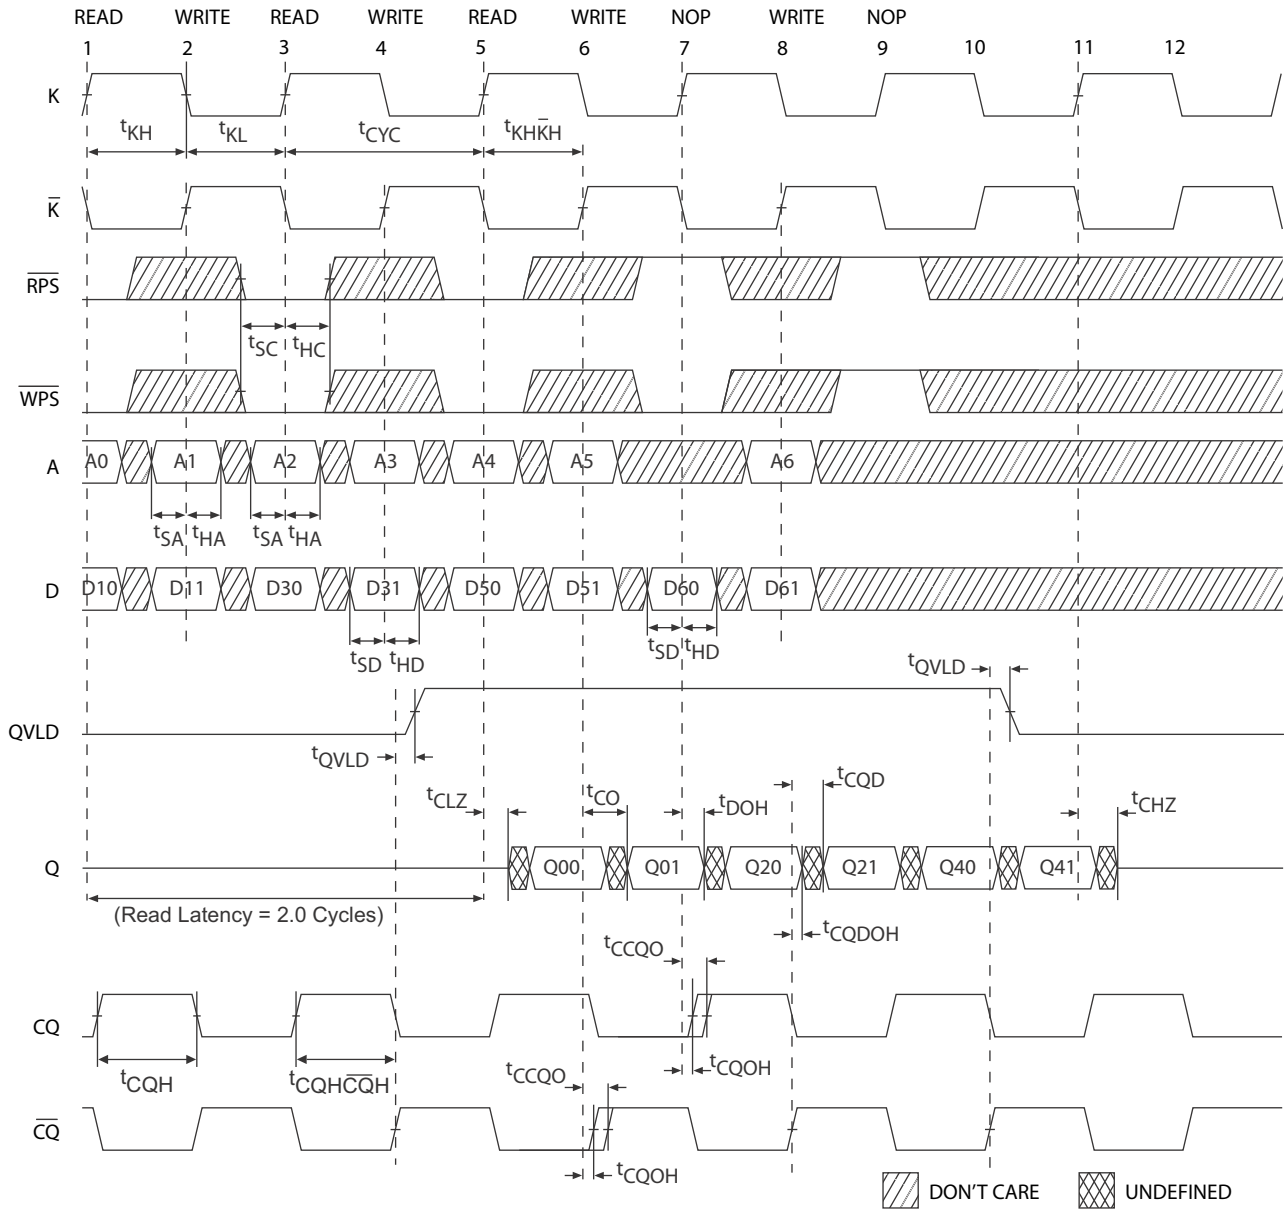 READ WRITE READ WRITE READ WRITE NOP WRITE NOP
1 2 3 4 5 6 7 8 9 10 11 12
K
tKH tKL tCYC tKHK̅H
K̅
R̅P̅S̅
tSC tHC
W̅P̅S̅
A A0 A1 A2 A3 A4 A5 A6
tSA tHA tSA tHA
D D10 D11 D30 D31 D50 D51 D60 D61
tSD tHD tSD tHD
tQVLD
QVLD
tQVLD
tCQD
tCLZ tCO tDOH tCHZ
Q Q00 Q01 Q20 Q21 Q40 Q41
(Read Latency = 2.0 Cycles)
tCQDOH
tCCQO
CQ
tCQOH
tCQH tCQHC̅Q̅H
tCCQO
C̅Q̅
tCQOH
DON'T CARE UNDEFINED